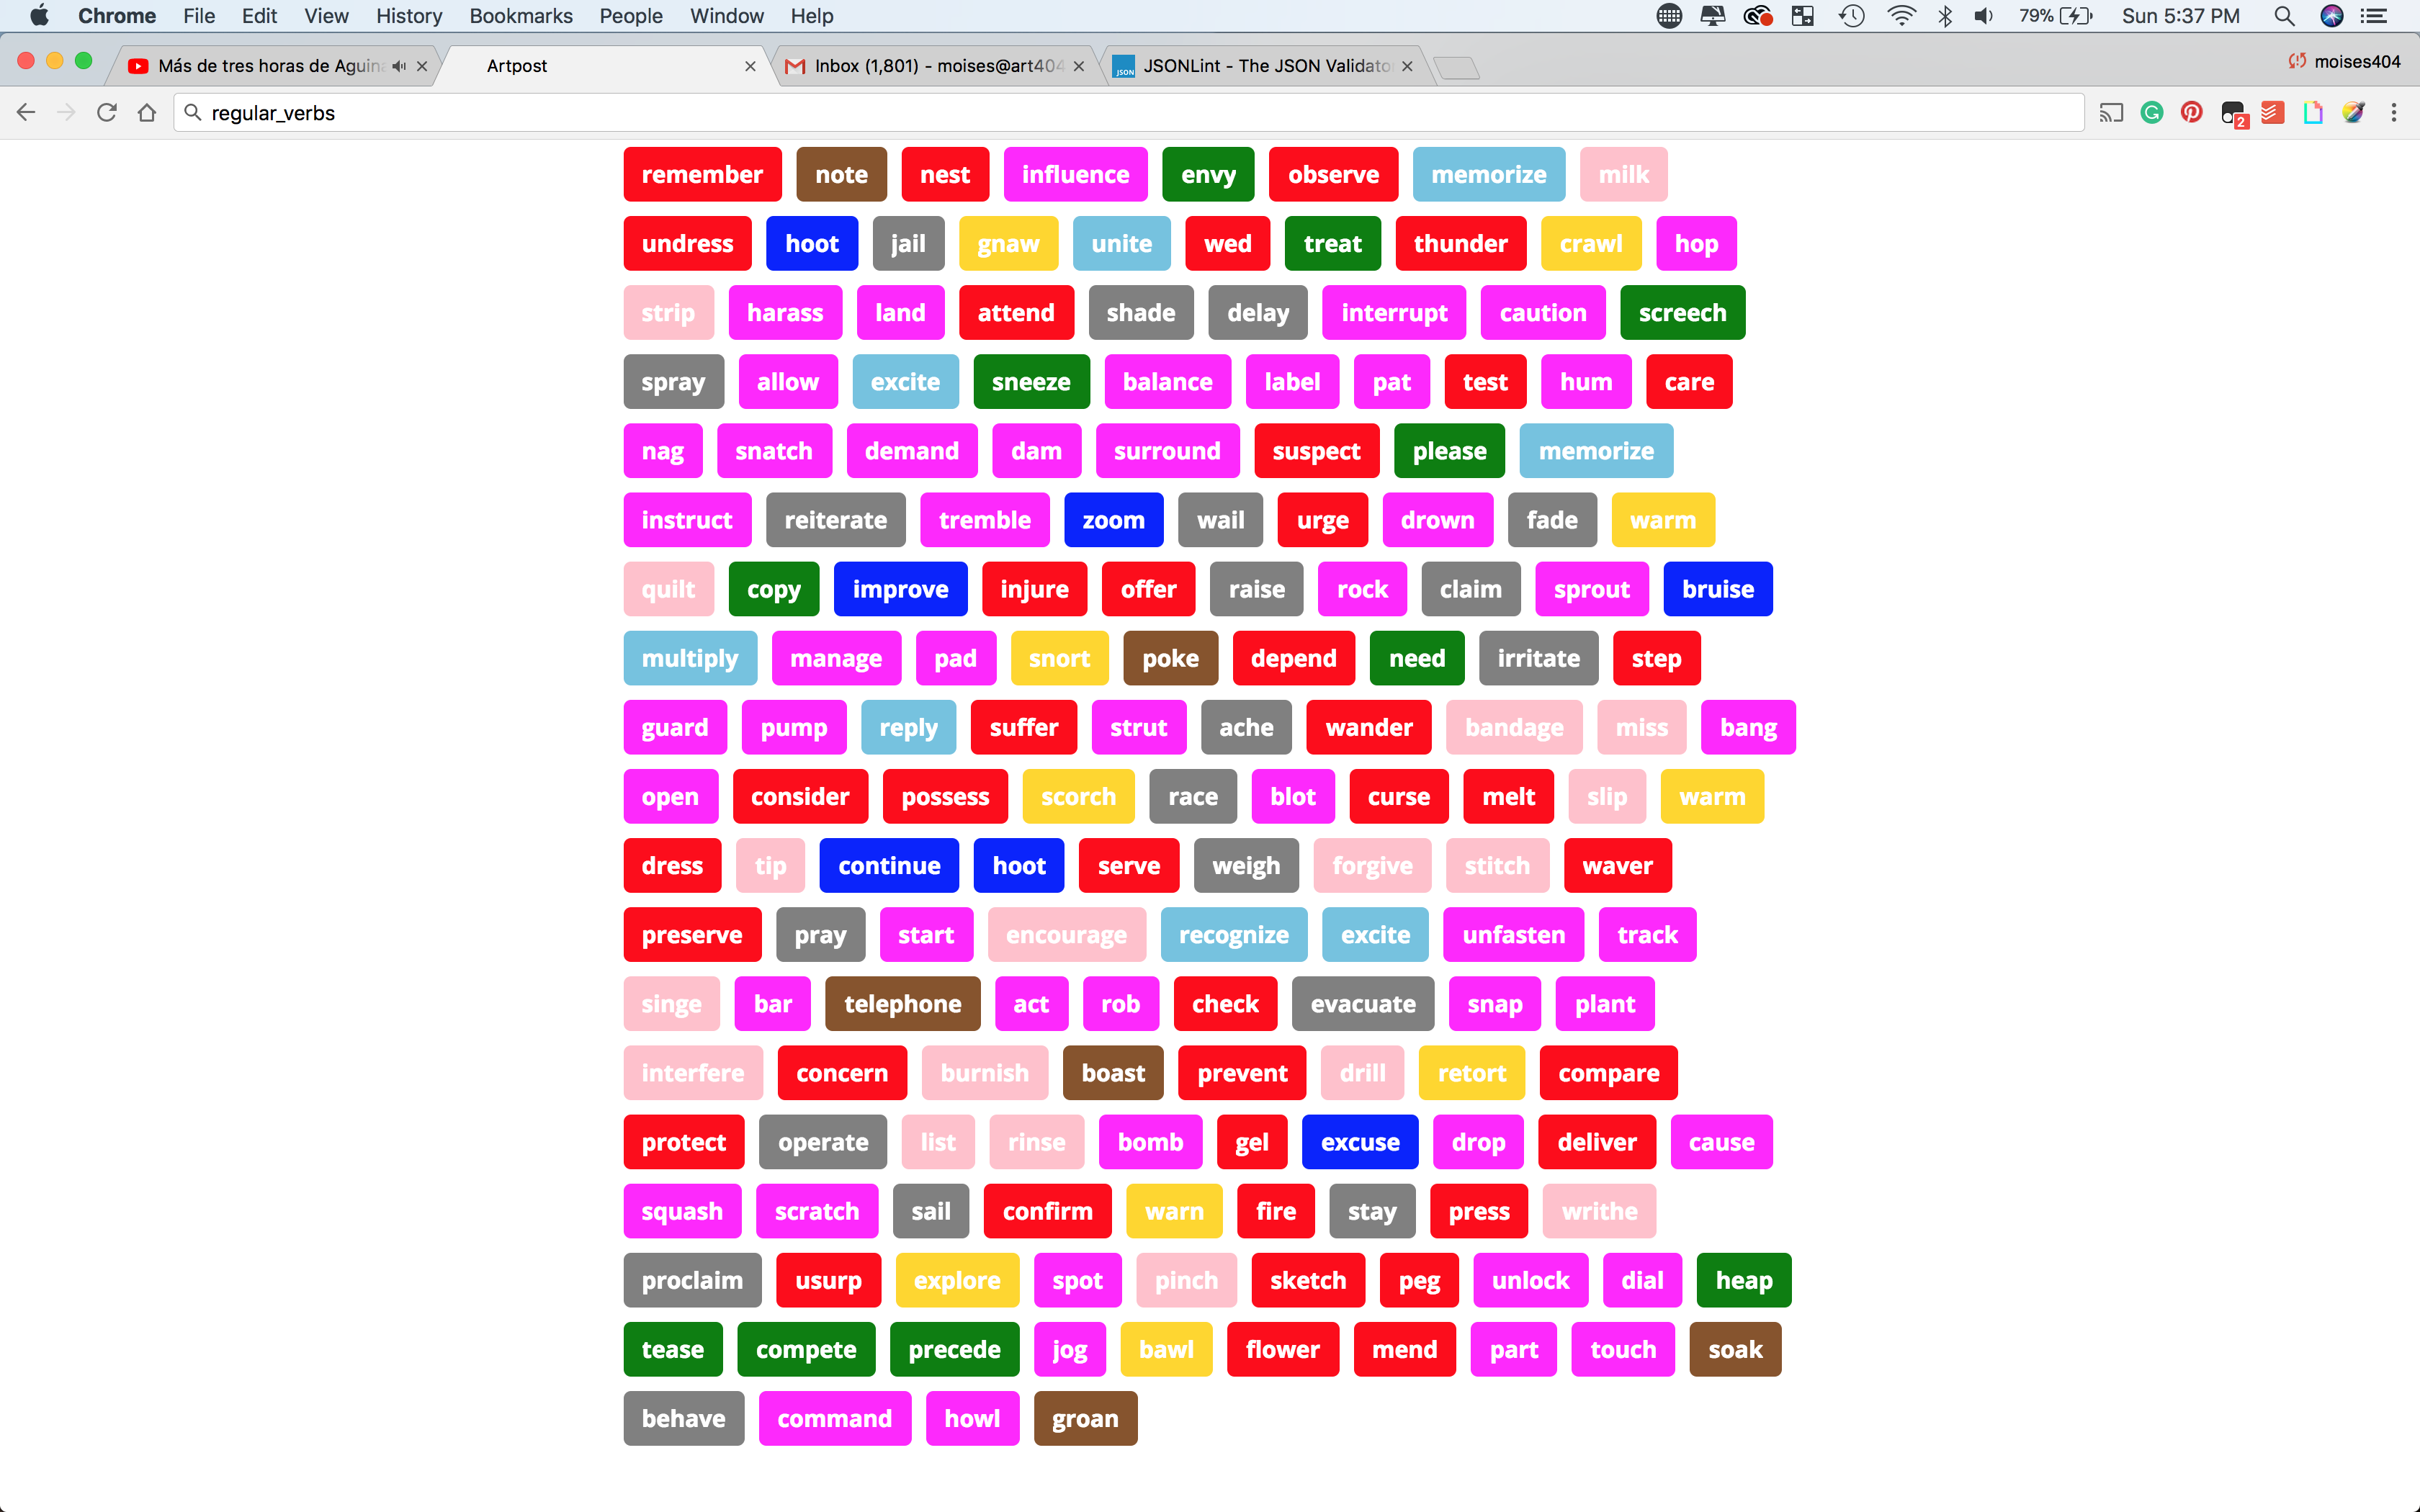 Chrome File Edit View History Bookmarks People Window Help 79% Sun 5:37 PM
Más de tres horas de Aguina Artpost Inbox (1,801) - moises@art404 JSON JSONLint - The JSON Validato moises404
regular_verbs 2
remember note nest influence envy observe memorize milk
undress hoot jail gnaw unite wed treat thunder crawl hop
strip harass land attend shade delay interrupt caution screech
spray allow excite sneeze balance label pat test hum care
nag snatch demand dam surround suspect please memorize
instruct reiterate tremble zoom wail urge drown fade warm
quilt copy improve injure offer raise rock claim sprout bruise
multiply manage pad snort poke depend need irritate step
guard pump reply suffer strut ache wander bandage miss bang
open consider possess scorch race blot curse melt slip warm
dress tip continue hoot serve weigh forgive stitch waver
preserve pray start encourage recognize excite unfasten track
singe bar telephone act rob check evacuate snap plant
interfere concern burnish boast prevent drill retort compare
protect operate list rinse bomb gel excuse drop deliver cause
squash scratch sail confirm warn fire stay press writhe
proclaim usurp explore spot pinch sketch peg unlock dial heap
tease compete precede jog bawl flower mend part touch soak
behave command howl groan